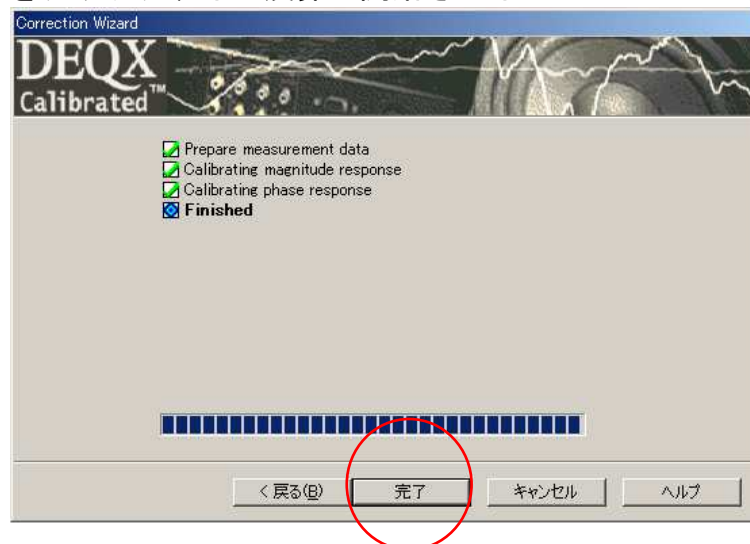 Correction Wizard
DEQX
Calibrated™
Prepare measurement data
Calibrating magnitude response
Calibrating phase response
Finished
< 戻る(B)
完了
キャンセル
ヘルプ